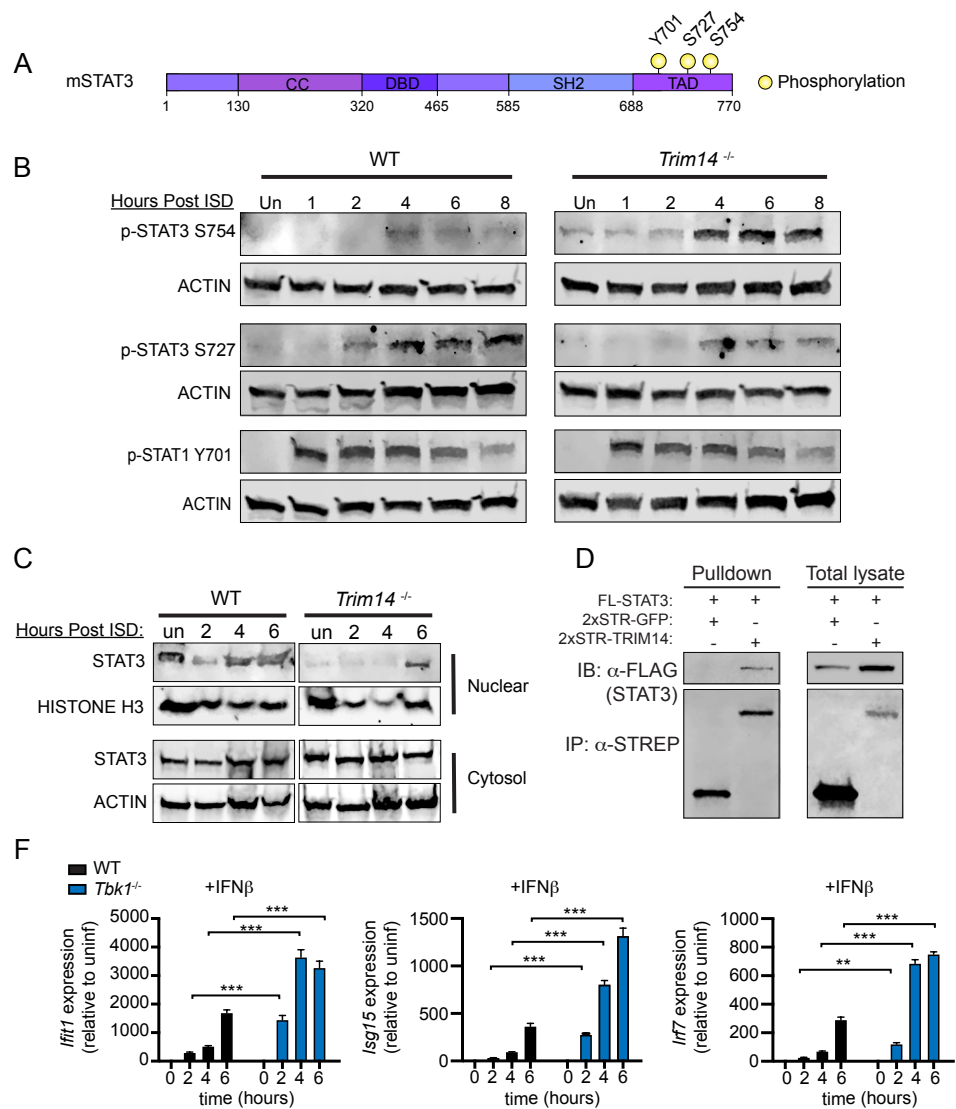 A
Y701 S727 S754
mSTAT3
CC DBD SH2 TAD
1 130 320 465 585 688 770
Phosphorylation
B
WT Trim14 -/-
Hours Post ISD Un 1 2 4 6 8 Un 1 2 4 6 8
p-STAT3 S754
ACTIN
p-STAT3 S727
ACTIN
p-STAT1 Y701
ACTIN
C
WT Trim14 -/-
Hours Post ISD: un 2 4 6 un 2 4 6
STAT3
HISTONE H3
Nuclear
STAT3
ACTIN
Cytosol
D
Pulldown Total lysate
FL-STAT3: + + + +
2xSTR-GFP: + - + -
2xSTR-TRIM14: - + - +
IB: α-FLAG
(STAT3)
IP: α-STREP
F
WT
Tbk1-/-
+IFNβ
Ifit1 expression
(relative to uninf)
5000
4000
3000
2000
1000
0
*** *** ***
0 2 4 6 0 2 4 6
time (hours)
+IFNβ
Isg15 expression
(relative to uninf)
1500
1000
500
0
*** *** ***
0 2 4 6 0 2 4 6
time (hours)
+IFNβ
Irf7 expression
(relative to uninf)
800
600
400
200
0
** *** ***
0 2 4 6 0 2 4 6
time (hours)